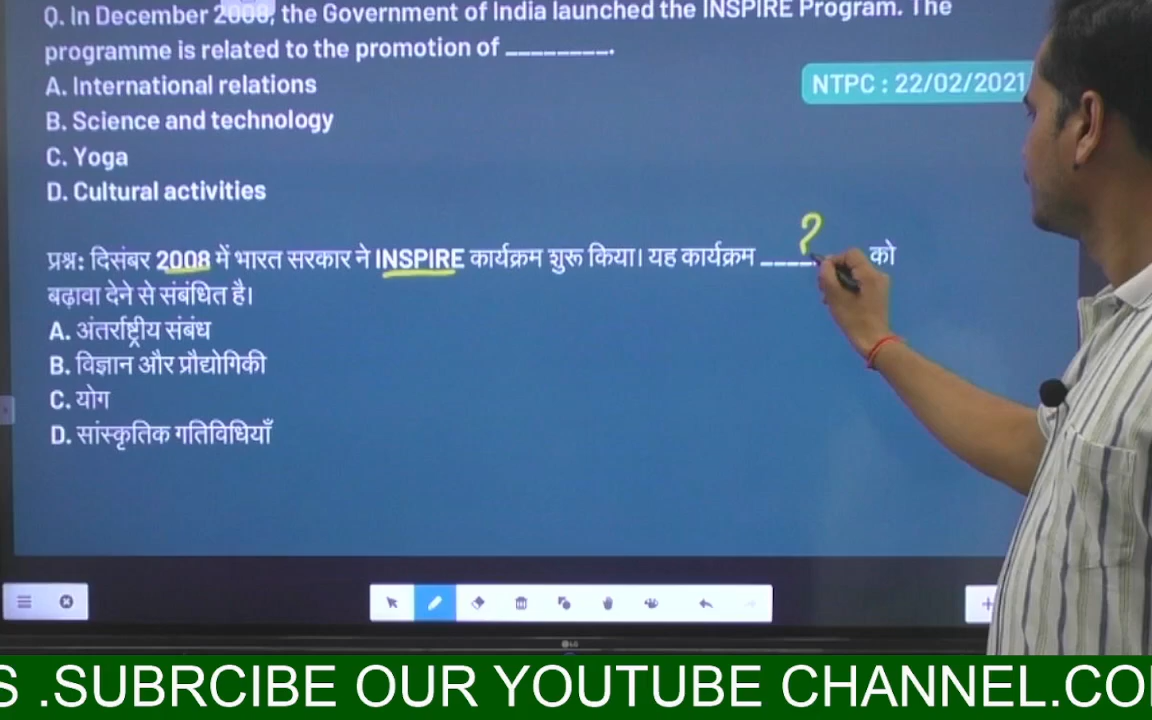 Q. In December 2008, the Government of India launched the INSPIRE Program. The
programme is related to the promotion of ________.
A. International relations
NTPC : 22/02/2021
B. Science and technology
C. Yoga
D. Cultural activities
?
प्रश्न: दिसंबर 2008 में भारत सरकार ने INSPIRE कार्यक्रम शुरू किया। यह कार्यक्रम ____ को
बढ़ावा देने से संबंधित है।
A. अंतर्राष्ट्रीय संबंध
B. विज्ञान और प्रौद्योगिकी
C. योग
D. सांस्कृतिक गतिविधियाँ
LG
S .SUBRCIBE OUR YOUTUBE CHANNEL.CO